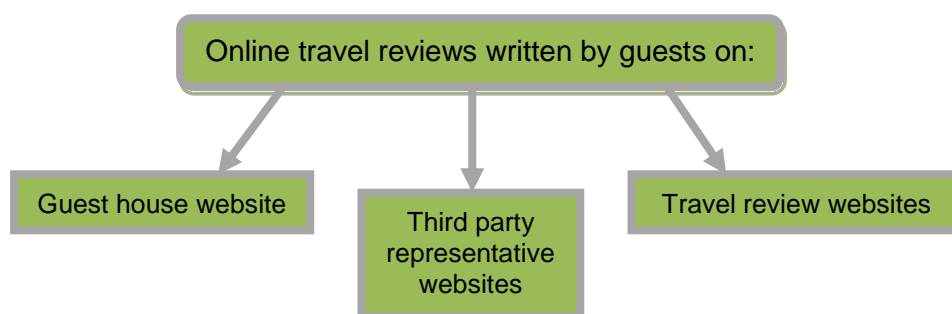 Online travel reviews written by guests on:
Guest house website
Third party
representative
websites
Travel review websites